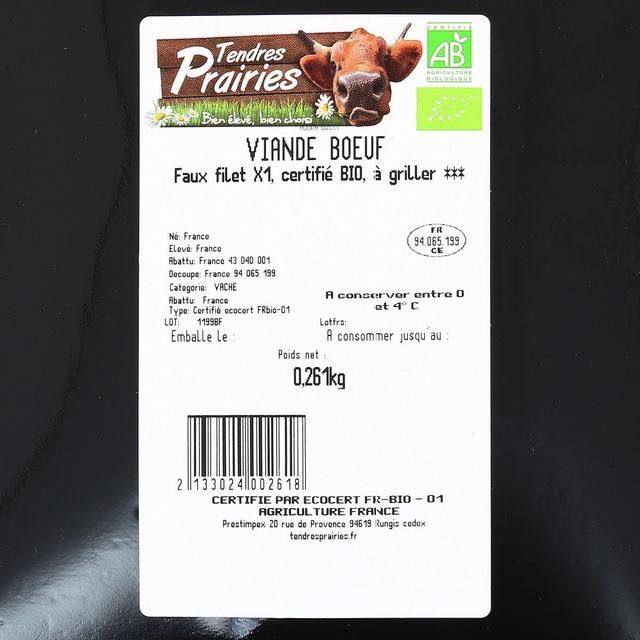 Tendres
Prairies
Bien élevé, bien choisi
CERTIFIÉ
AB
AGRICULTURE
BIOLOGIQUE
VIANDE BOEUF
Faux filet X1, certifié BIO, à griller ***
Né: France
Elevé: France
Abattu: France 43 040 001
Decoupe: France 94 065 199
Categorie: VACHE
Abattu: France
Type: Certifié ecocert FRbio-01
LOT: 1199BF
FR
94.065.199
CE
A conserver entre 0
et 4° C
Lotfrs:
Emballe le :
A consommer jusqu'au :
Poids net :
0,261kg
2 133024 002618
CERTIFIE PAR ECOCERT FR-BIO - 01
AGRICULTURE FRANCE
Prestimpex 20 rue de Provence 94619 Rungis cedex
tendresprairies.fr